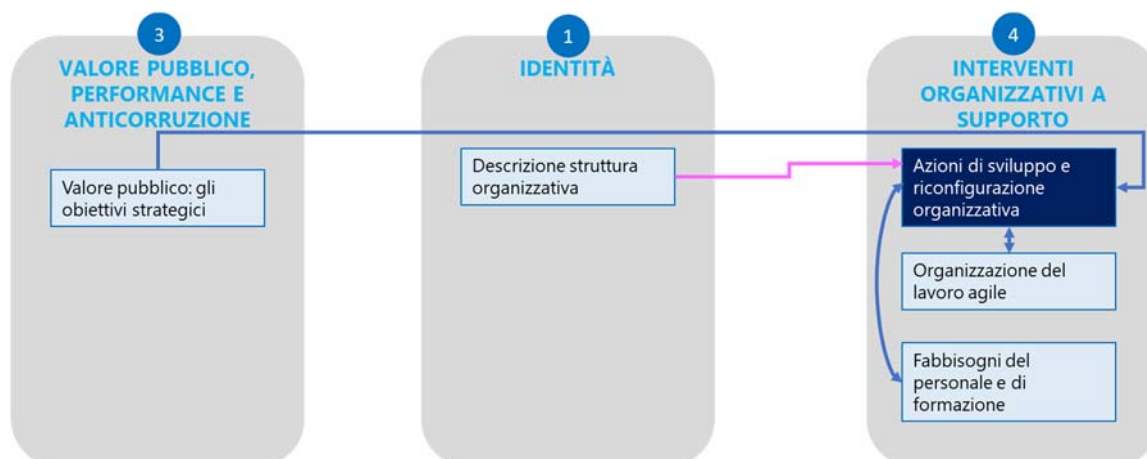 3
VALORE PUBBLICO,
PERFORMANCE E
ANTICORRUZIONE
Valore pubblico: gli
obiettivi strategici
1
IDENTITÀ
Descrizione struttura
organizzativa
4
INTERVENTI
ORGANIZZATIVI A
SUPPORTO
Azioni di sviluppo e
riconfigurazione
organizzativa
Organizzazione del
lavoro agile
Fabbisogni del
personale e di
formazione